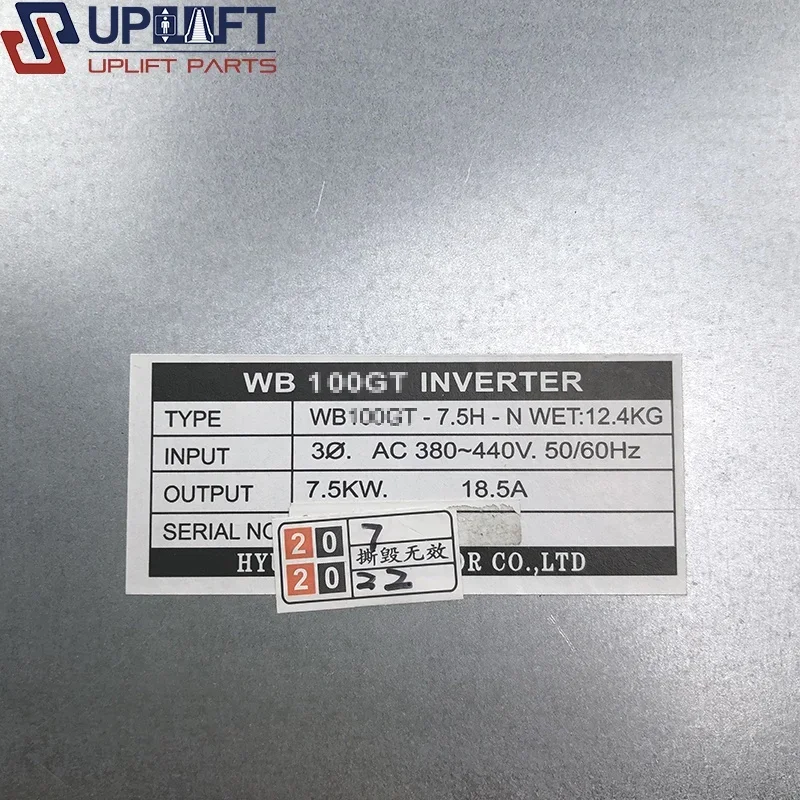 UPLIFT
UPLIFT PARTS
WB 100GT INVERTER
TYPE WB100GT - 7.5H - N WET:12.4KG
INPUT 3Ø. AC 380~440V. 50/60Hz
OUTPUT 7.5KW. 18.5A
SERIAL
20 7
撕毁无效
20 22
CO.,LTD